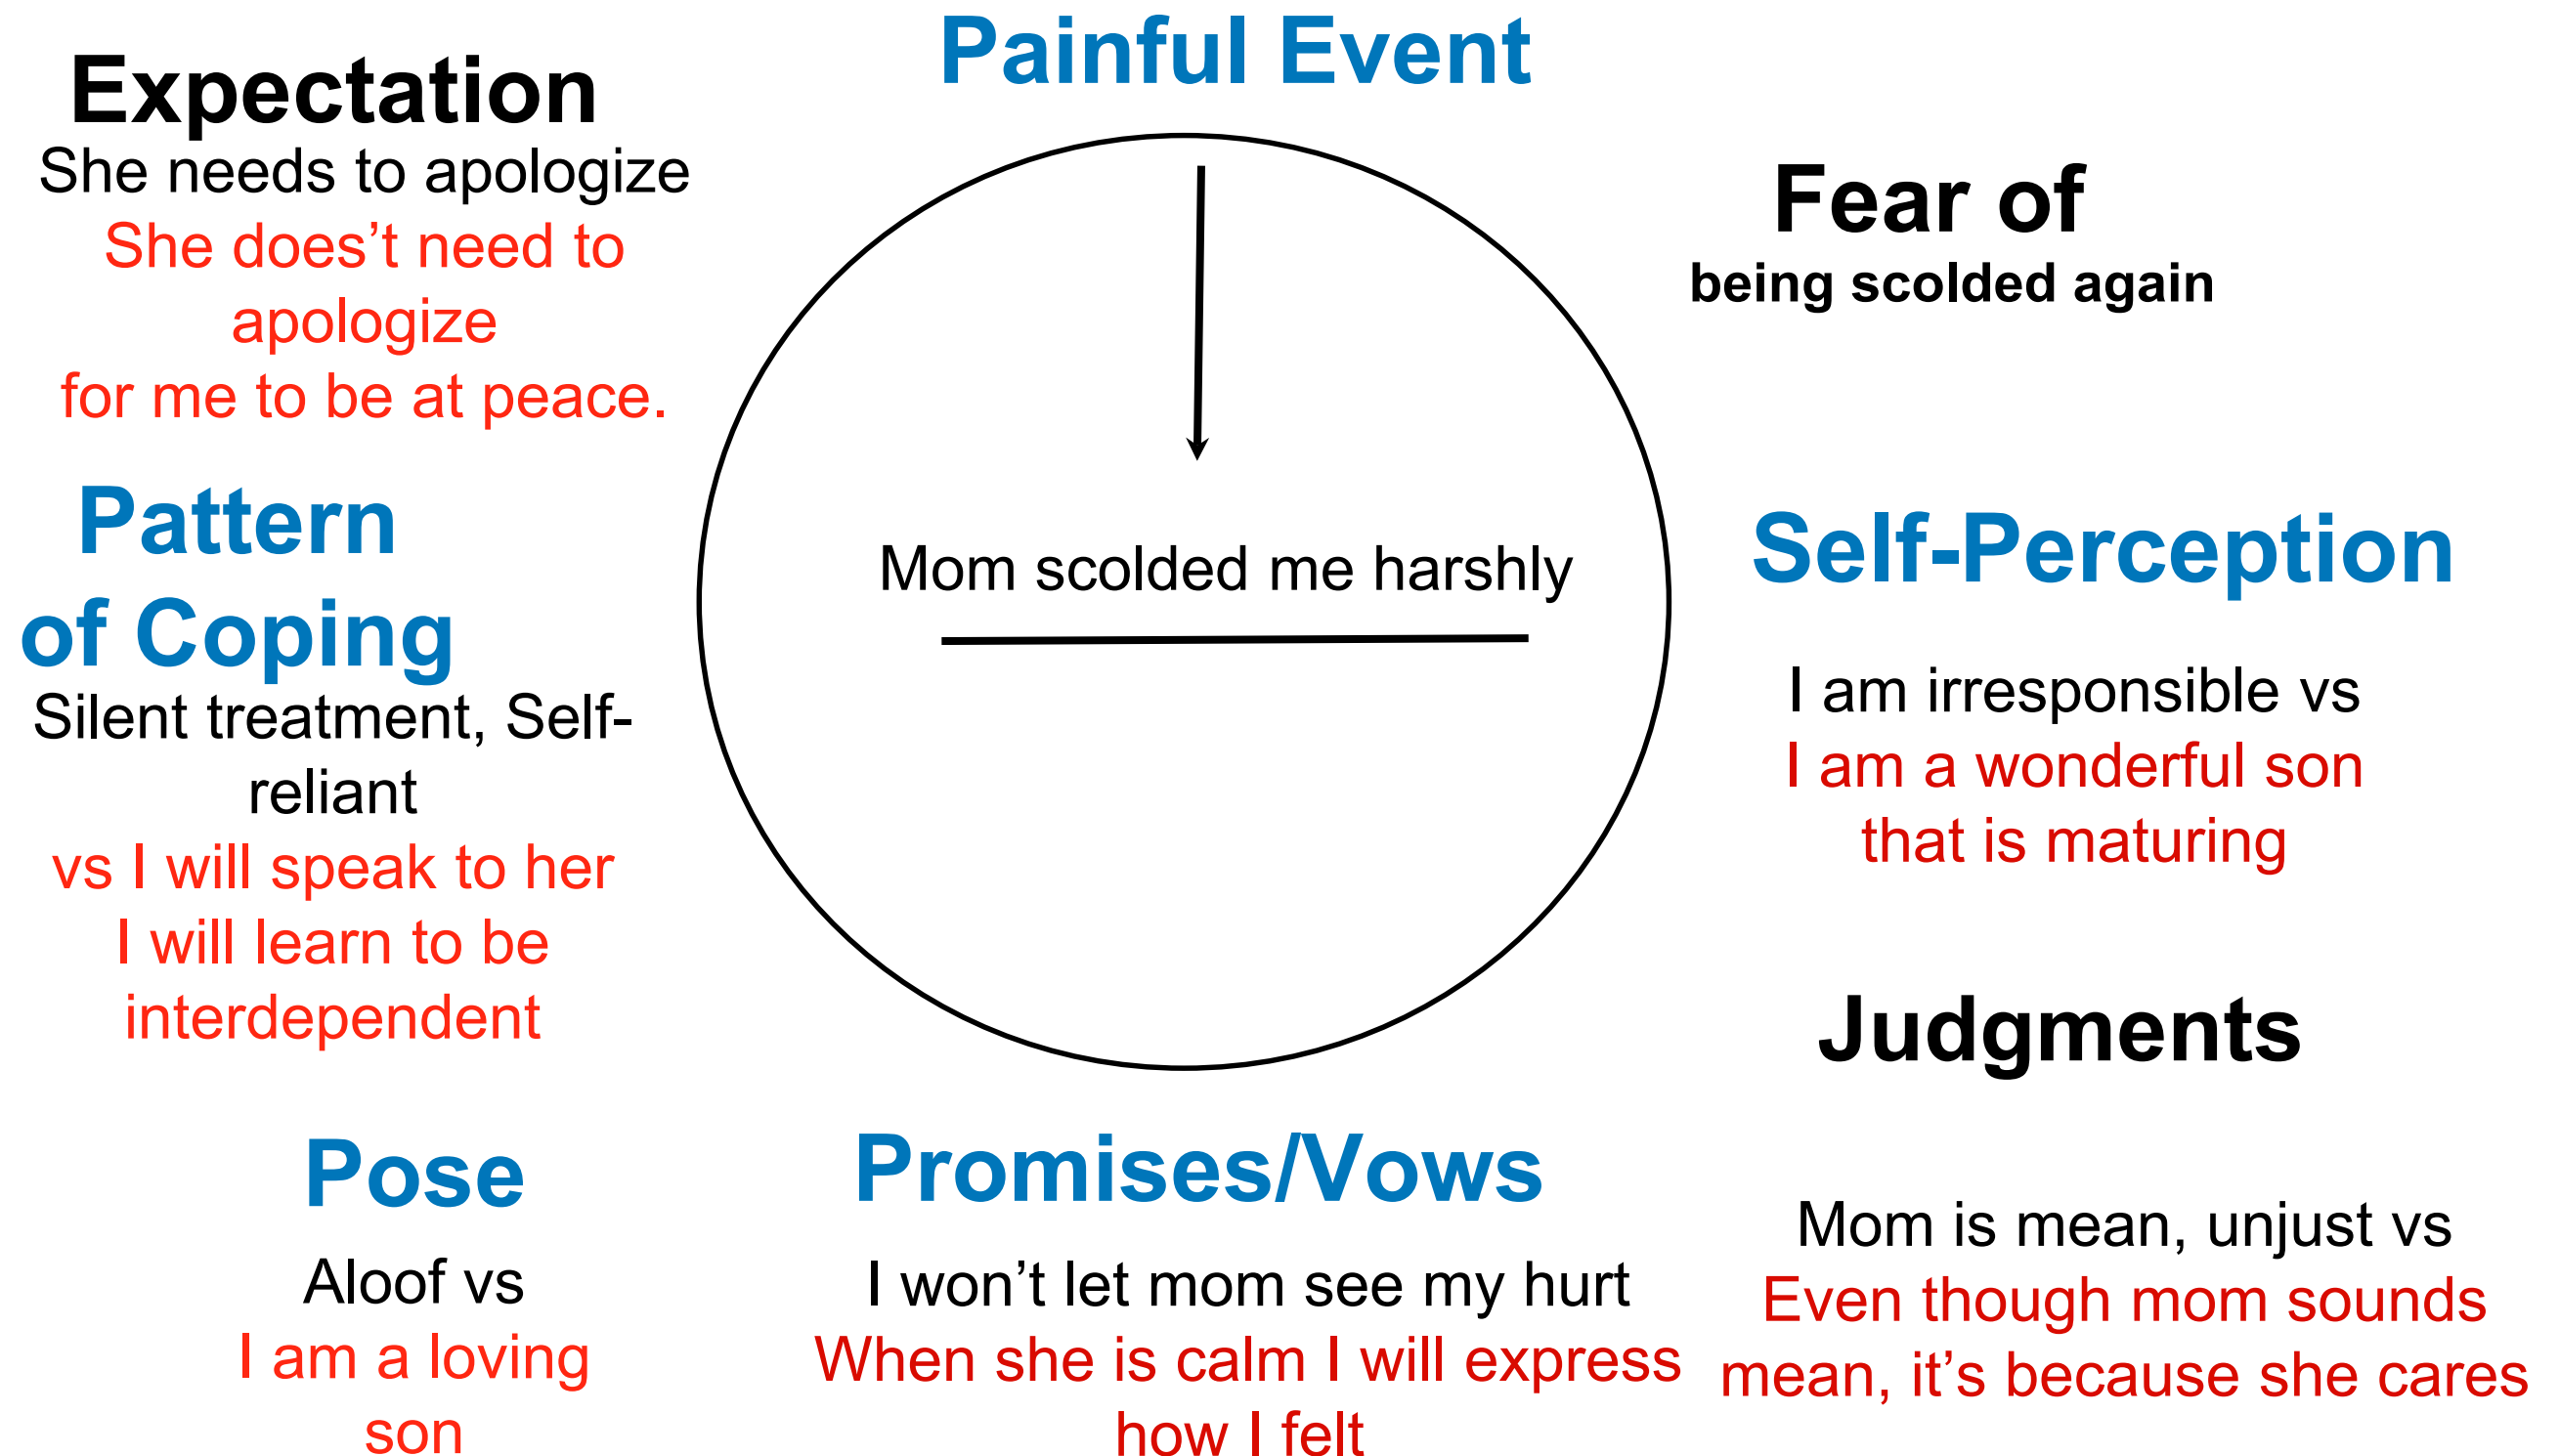 Painful Event
Expectation
She needs to apologize
She does’t need to
apologize
for me to be at peace.
Fear of
being scolded again
Pattern
of Coping
Silent treatment, Self-
reliant
vs I will speak to her
I will learn to be
interdependent
Mom scolded me harshly
Self-Perception
I am irresponsible vs
I am a wonderful son
that is maturing
Judgments
Mom is mean, unjust vs
Even though mom sounds
mean, it’s because she cares
Pose
Aloof vs
I am a loving
son
Promises/Vows
I won’t let mom see my hurt
When she is calm I will express
how I felt